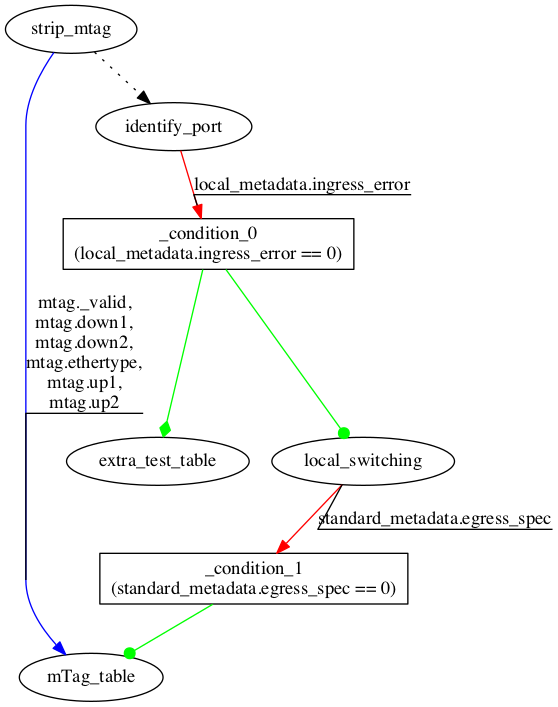 strip_mtag
identify_port
local_metadata.ingress_error
_condition_0
(local_metadata.ingress_error == 0)
mtag._valid,
mtag.down1,
mtag.down2,
mtag.ethertype,
mtag.up1,
mtag.up2
extra_test_table
local_switching
standard_metadata.egress_spec
_condition_1
(standard_metadata.egress_spec == 0)
mTag_table